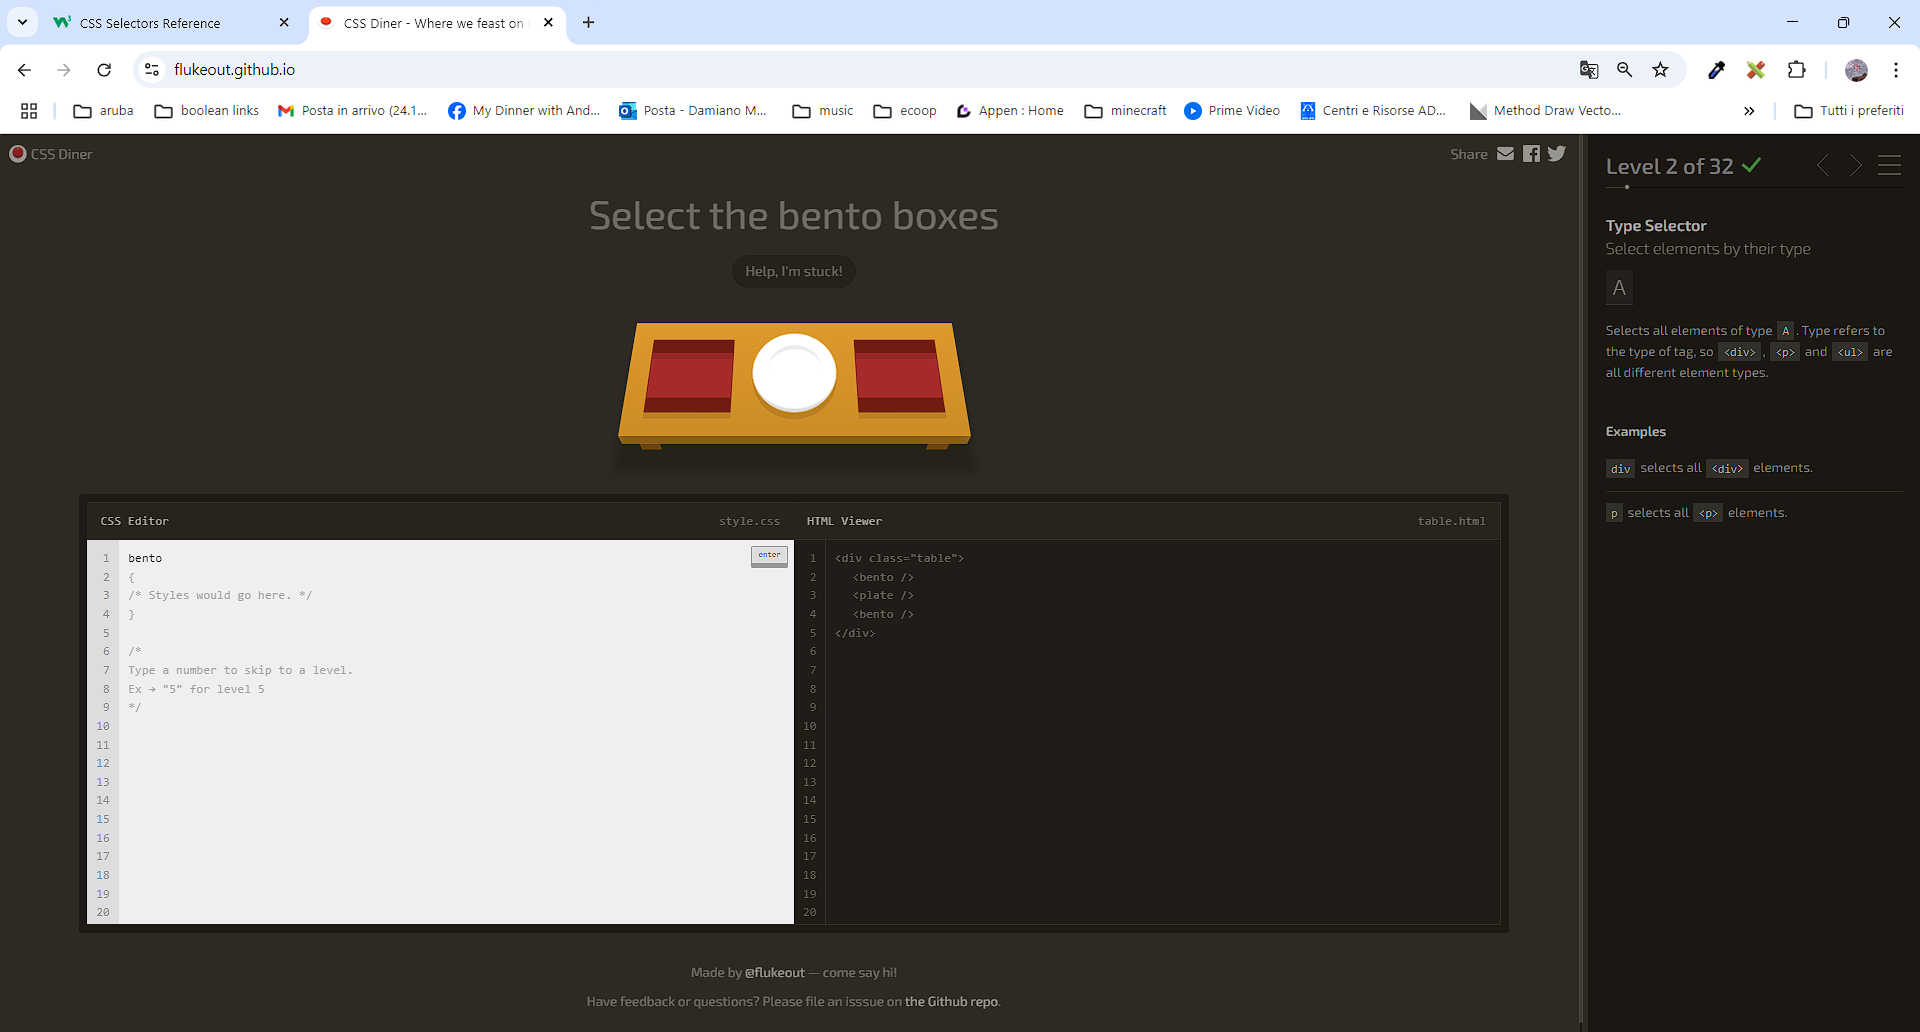 CSS Selectors Reference
CSS Diner - Where we feast on
flukeout.github.io
aruba
boolean links
Posta in arrivo (24.1...
My Dinner with And...
Posta - Damiano M...
music
ecoop
Appen : Home
minecraft
Prime Video
Centri e Risorse AD...
Method Draw Vecto...
»
Tutti i preferiti
CSS Diner
Share
Select the bento boxes
Help, I'm stuck!
CSS Editor
style.css
HTML Viewer
table.html
1 bento
2 {
3 /* Styles would go here. */
4 }
5
6 /*
7 Type a number to skip to a level.
8 Ex → "5" for level 5
9 */
10
11
12
13
14
15
16
17
18
19
20
enter
1 <div class="table">
2 <bento />
3 <plate />
4 <bento />
5 </div>
6
7
8
9
10
11
12
13
14
15
16
17
18
19
20
Made by @flukeout — come say hi!
Have feedback or questions? Please file an isssue on the Github repo.
Level 2 of 32
Type Selector
Select elements by their type
A
Selects all elements of type A. Type refers to
the type of tag, so <div>, <p> and <ul> are
all different element types.
Examples
div selects all <div> elements.
p selects all <p> elements.